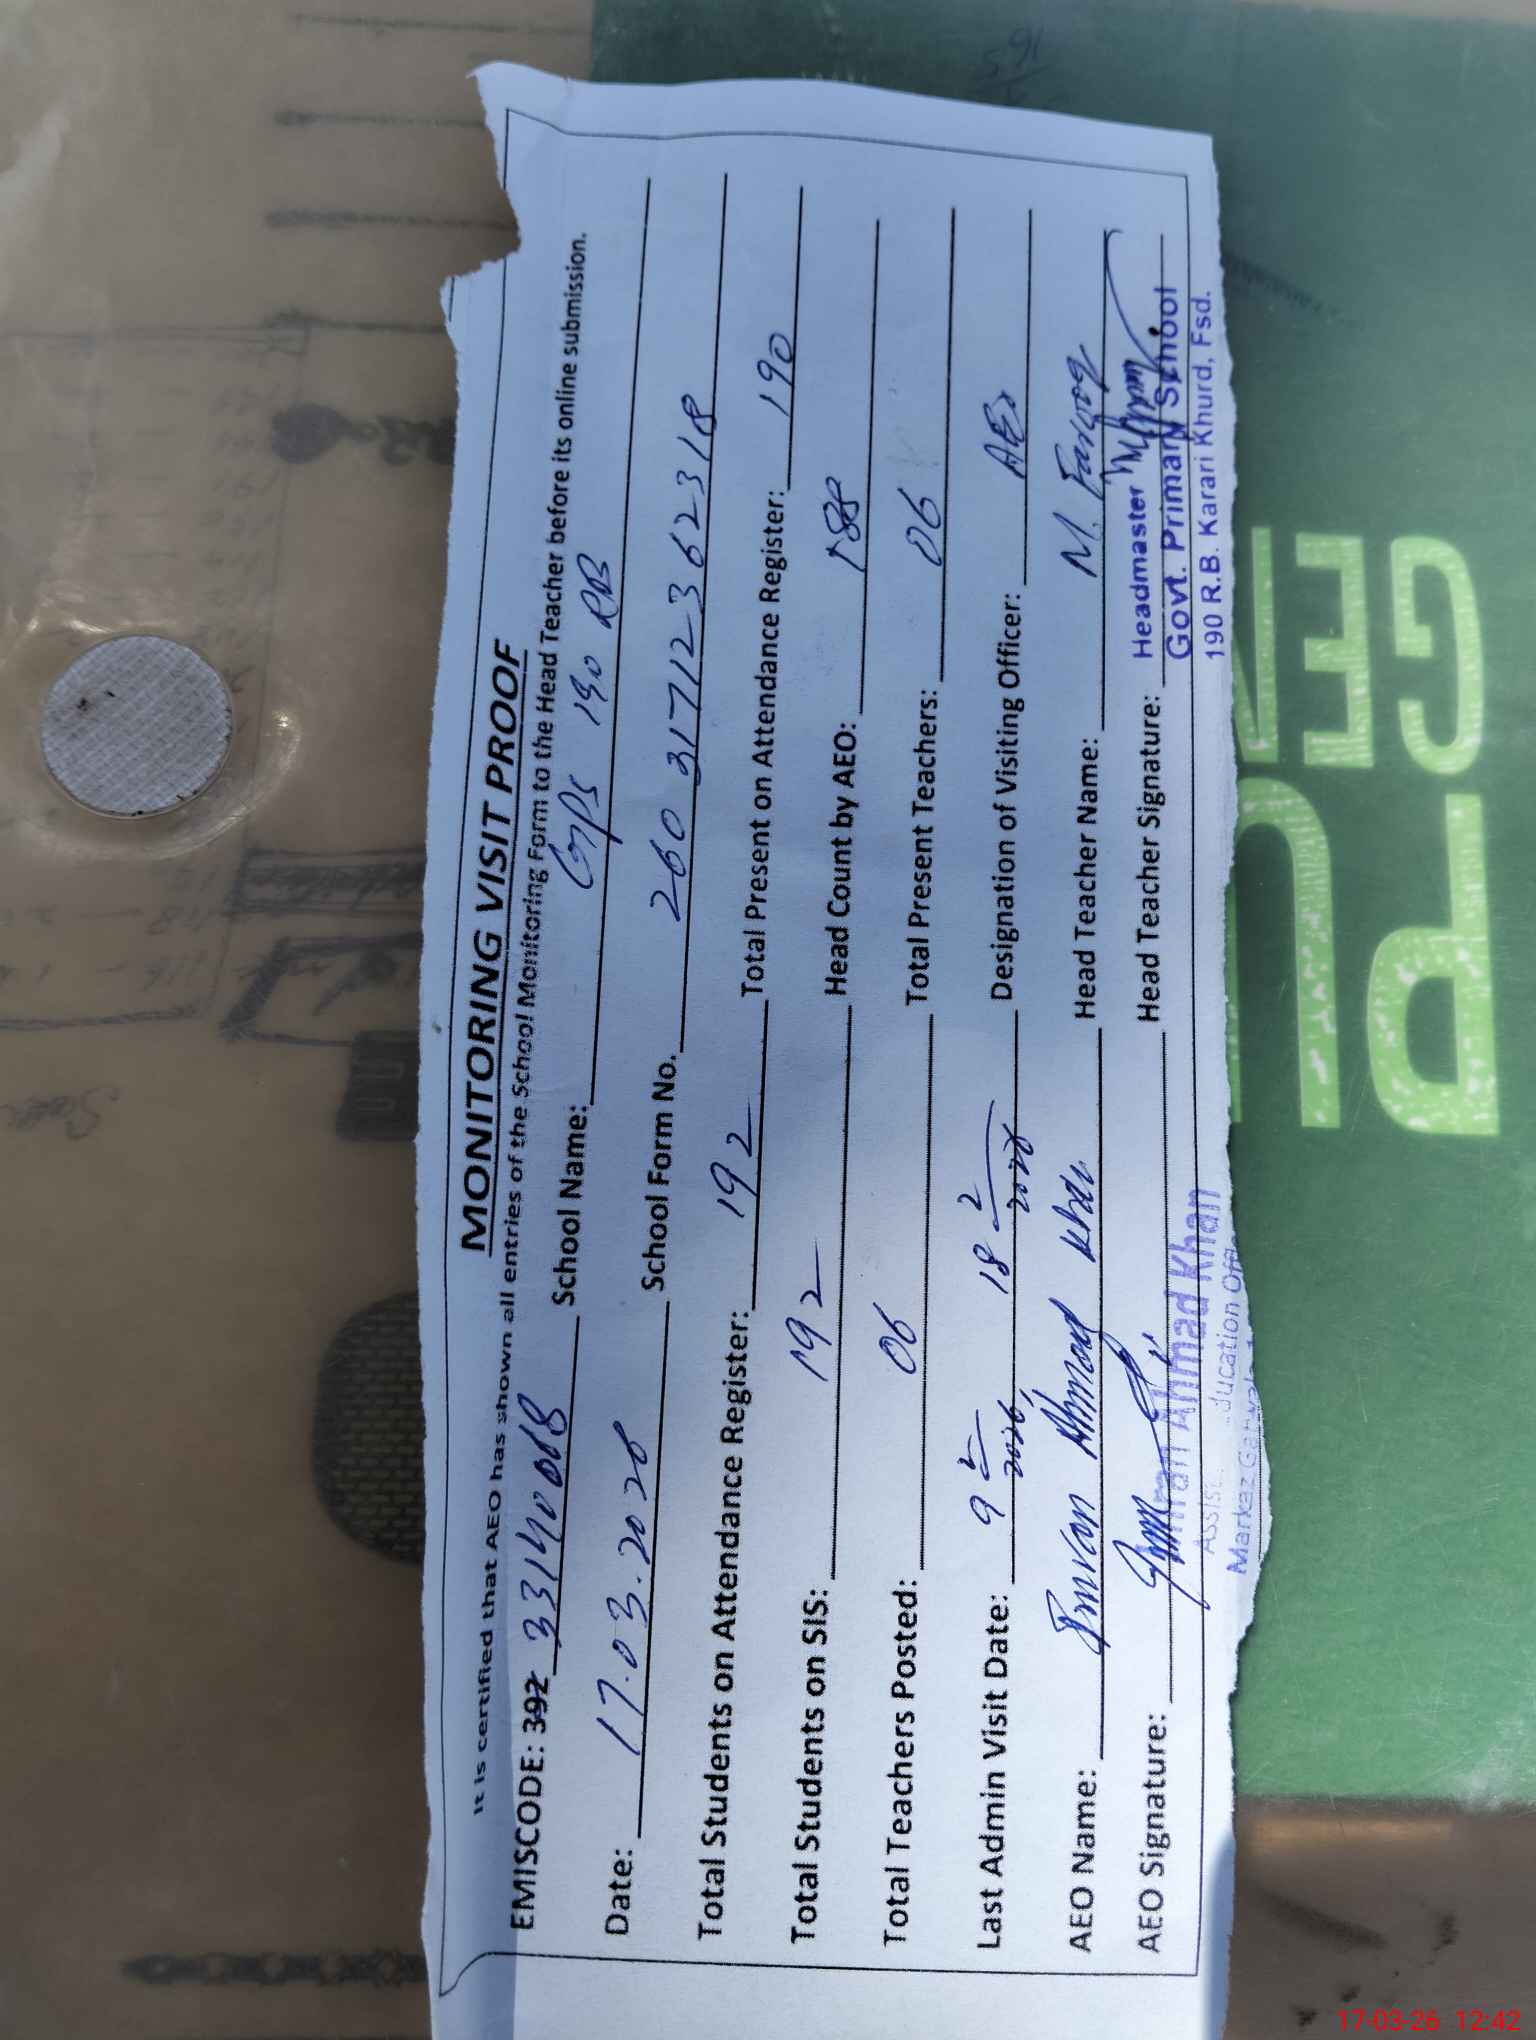 MONITORING VISIT PROOF
It is certified that AEO has shown all entries of the School Monitoring Form to the Head Teacher before its online submission.
EMISCODE: 392 33140018 School Name: GPS 190 RB
Date: 17.03.2026 School Form No. 260317123623 18
Total Students on Attendance Register: 192 Total Present on Attendance Register: 190
Total Students on SIS: 192 Head Count by AEO: 188
Total Teachers Posted: 06 Total Present Teachers: 06
Last Admin Visit Date: 9 2 2026, 18 2 2026 Designation of Visiting Officer: AEO
AEO Name: Imran Ahmad Khan Head Teacher Name: M. Farooq
AEO Signature: Head Teacher Signature:
Imran Ahmad Khan
Headmaster
Govt. Primary School
190 R.B. Karari Khurd, Fsd.
GEN
PU
17-03-26 12:42